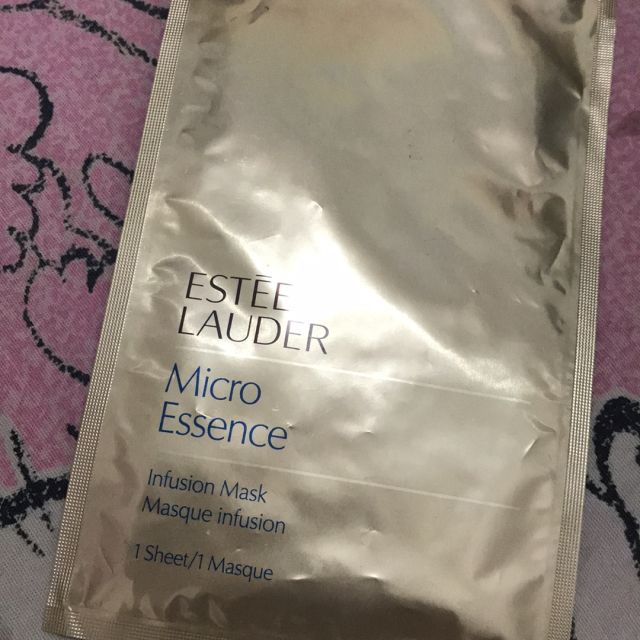 ESTĒE
LAUDER
Micro
Essence
Infusion Mask
Masque infusion
1 Sheet/1 Masque